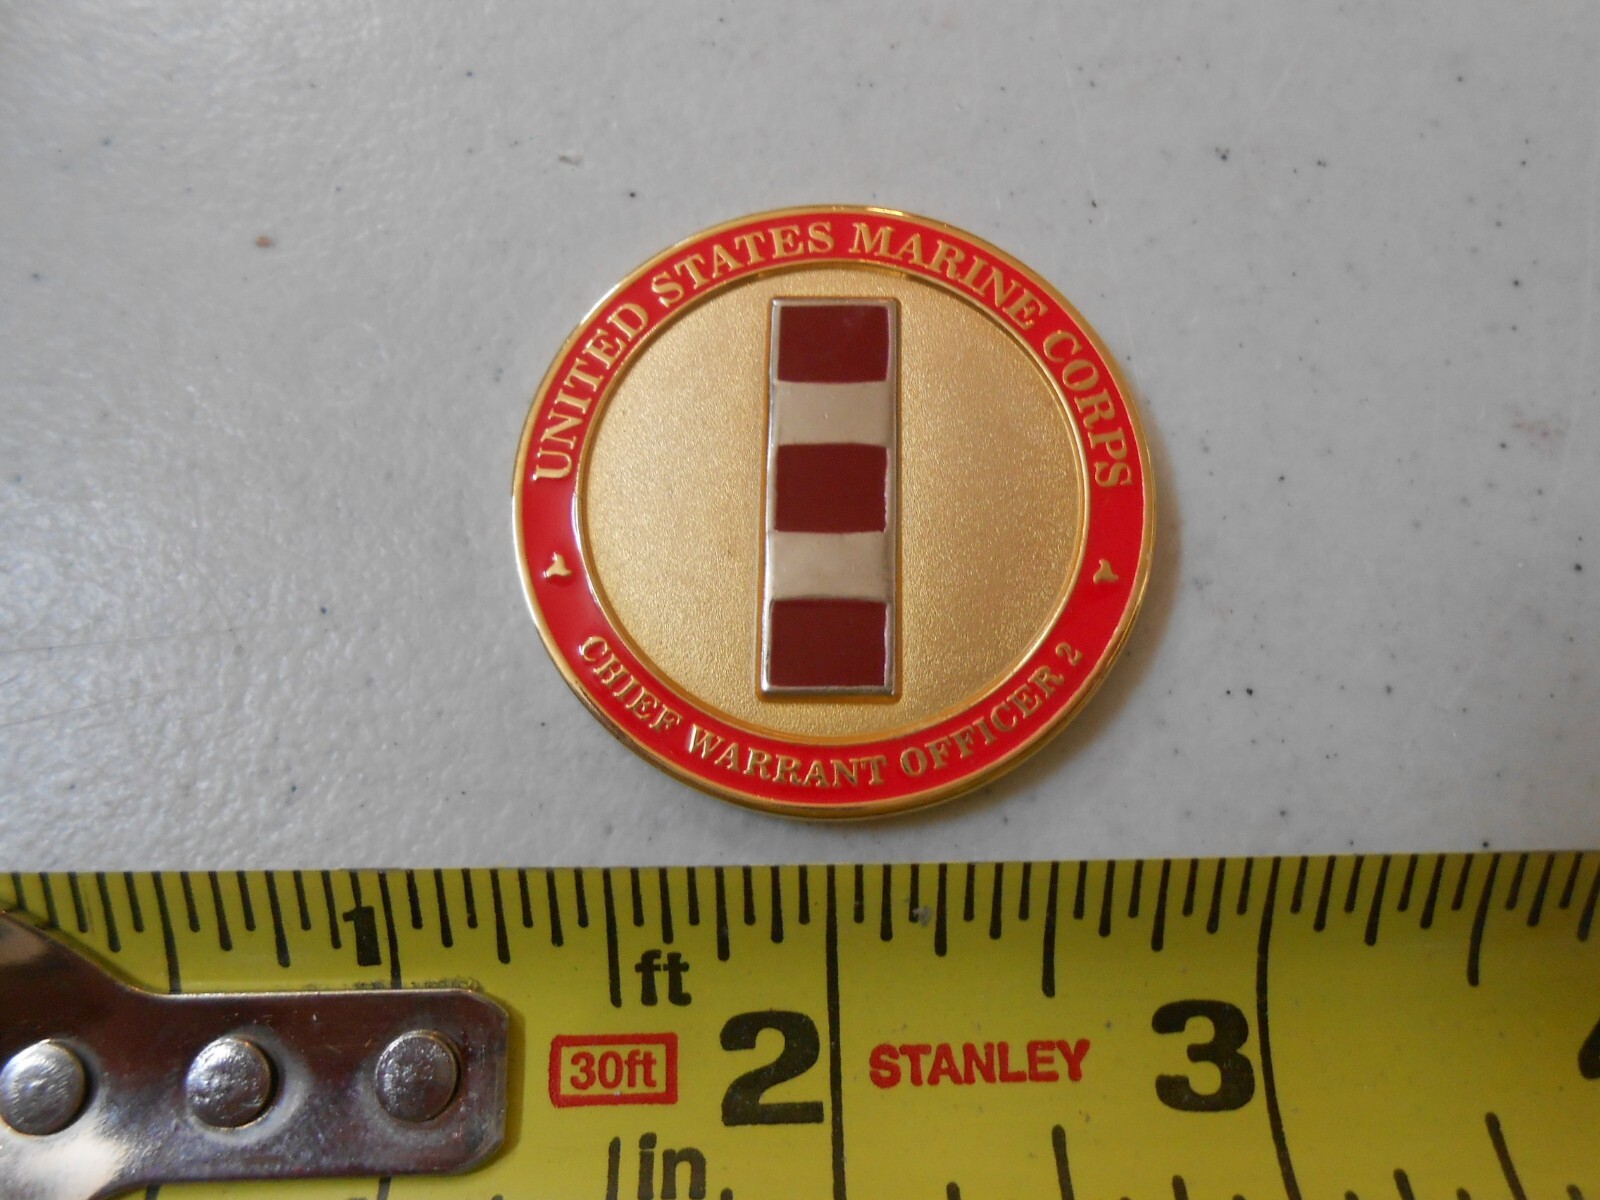 UNITED STATES MARINE CORPS
CHIEF WARRANT OFFICER 2
1
ft
30ft
2
STANLEY
3
in.